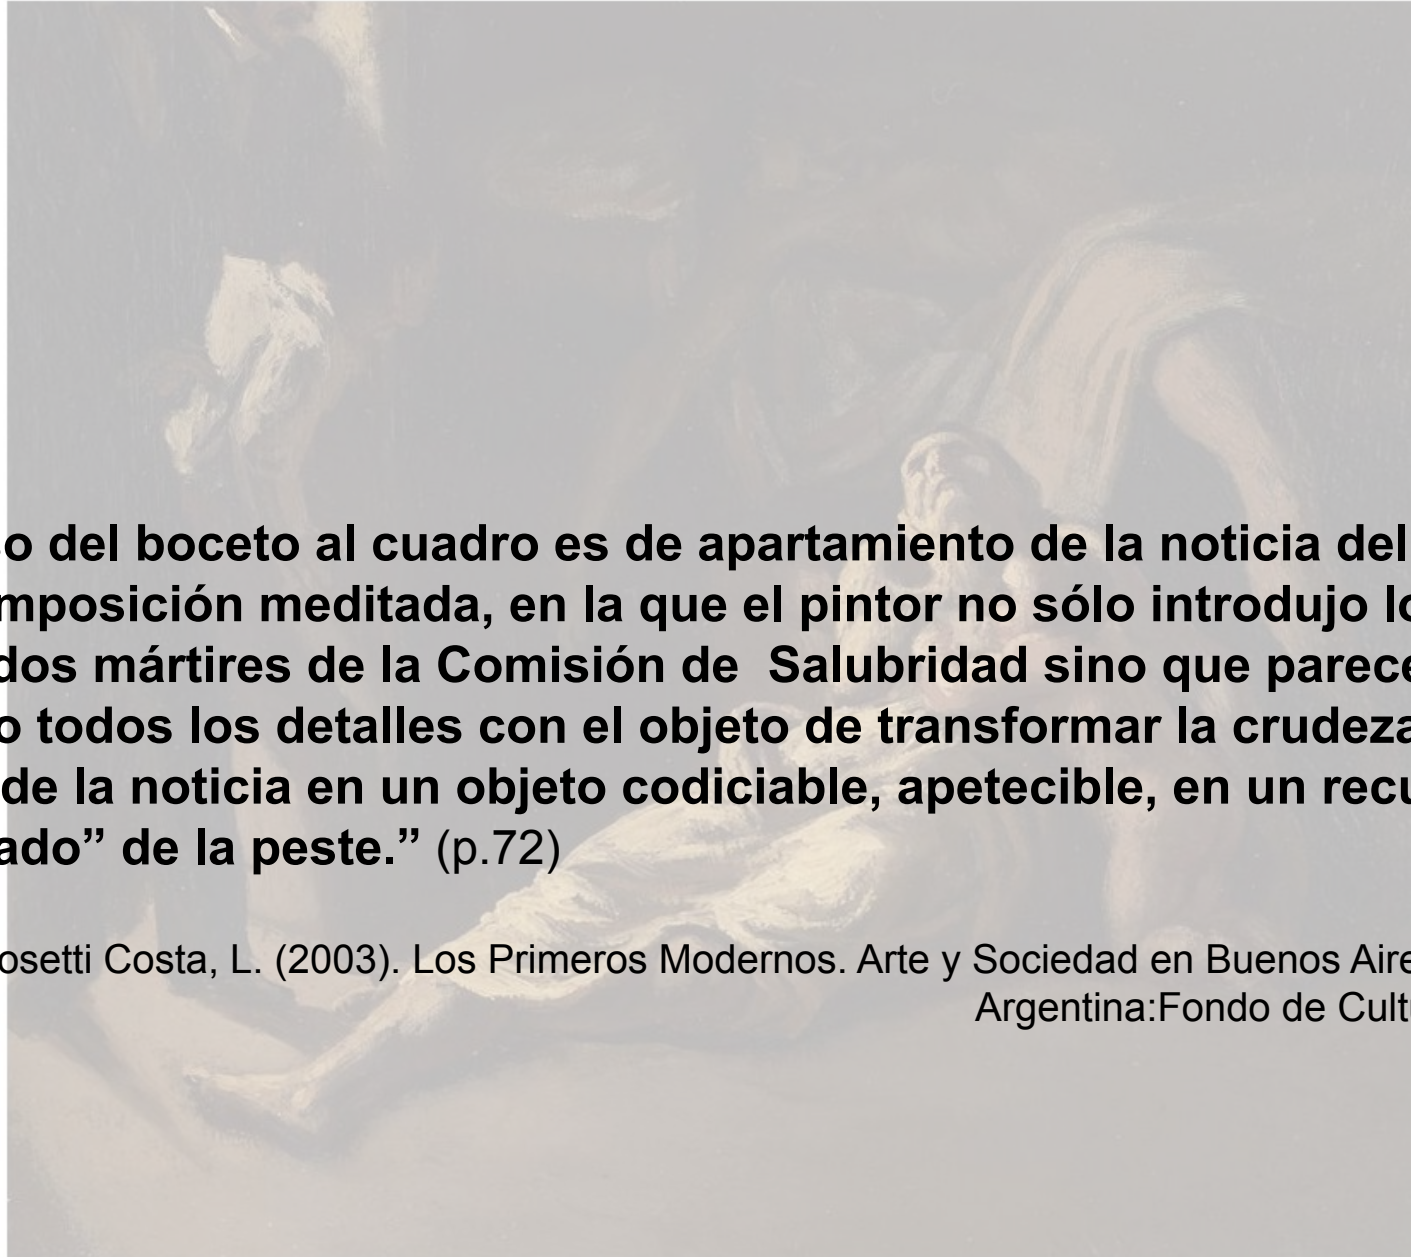 o del boceto al cuadro es de apartamiento de la noticia del
mposición meditada, en la que el pintor no sólo introdujo lo
dos mártires de la Comisión de Salubridad sino que parece
o todos los detalles con el objeto de transformar la crudeza
de la noticia en un objeto codiciable, apetecible, en un recu
ado” de la peste.” (p.72)
osetti Costa, L. (2003). Los Primeros Modernos. Arte y Sociedad en Buenos Aire
Argentina:Fondo de Cult